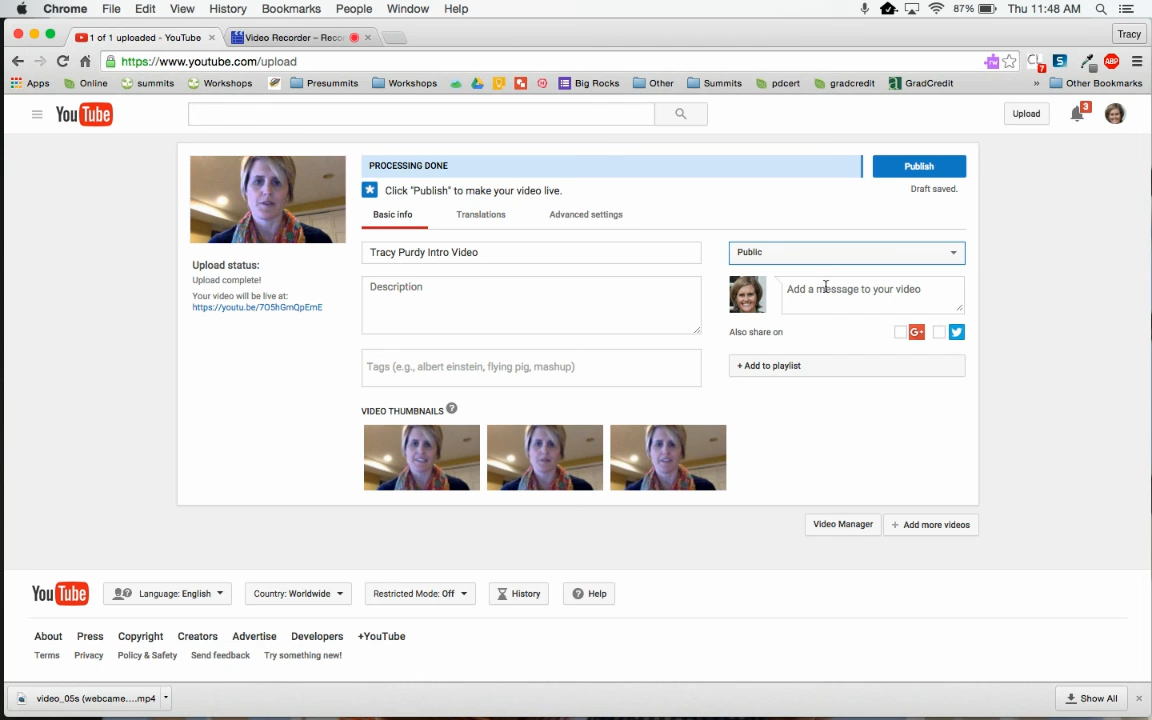 Chrome File Edit View History Bookmarks People Window Help 87% Thu 11:48 AM
1 of 1 uploaded - YouTube Video Recorder – Reco Tracy
https://www.youtube.com/upload 7 ABP
Apps Online summits Workshops Presummits Workshops Big Rocks Other Summits pdcert gradcredit GradCredit » Other Bookmarks
YouTube Upload 3
PROCESSING DONE Publish
Click "Publish" to make your video live. Draft saved.
Basic info Translations Advanced settings
Tracy Purdy Intro Video Public
Upload status:
Upload complete!
Your video will be live at:
https://youtu.be/7O5hGmQpEmE
Description
Add a message to your video
Also share on G+
Tags (e.g., albert einstein, flying pig, mashup)
+ Add to playlist
VIDEO THUMBNAILS ?
Video Manager + Add more videos
YouTube Language: English Country: Worldwide Restricted Mode: Off History Help
About Press Copyright Creators Advertise Developers +YouTube
Terms Privacy Policy & Safety Send feedback Try something new!
video_05s (webcame....mp4 Show All